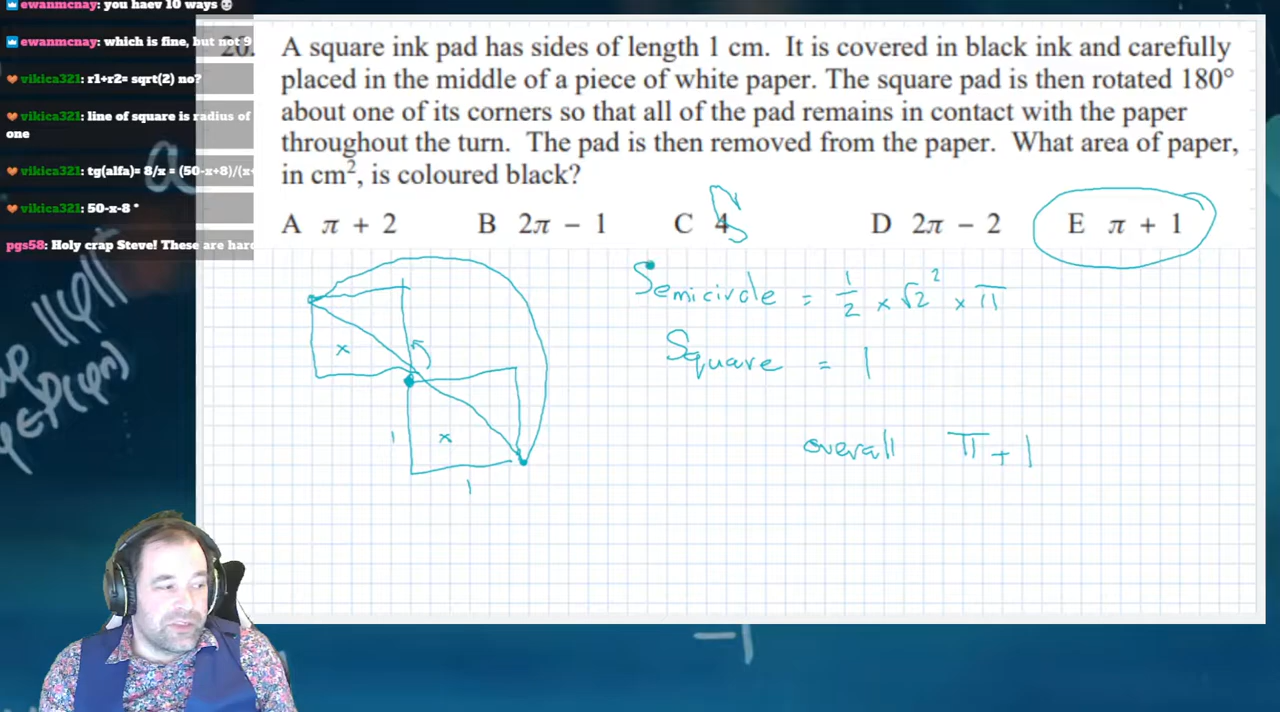 ewanmcnay: you haev 10 ways
ewanmcnay: which is fine, but not 9
vikica321: r1+r2= sqrt(2) no?
vikica321: line of square is radius of
one
vikica321: tg(alfa)= 8/x = (50-x+8)/(x+
vikica321: 50-x-8 *
pgs58: Holy crap Steve! These are hard
20. A square ink pad has sides of length 1 cm. It is covered in black ink and carefully
placed in the middle of a piece of white paper. The square pad is then rotated 180°
about one of its corners so that all of the pad remains in contact with the paper
throughout the turn. The pad is then removed from the paper. What area of paper,
in cm², is coloured black?
A π + 2 B 2π − 1 C 4 D 2π − 2 E π + 1
Semicircle = 1/2 × √2² × π
Square = 1
overall π + 1
x
x
1
1
−1